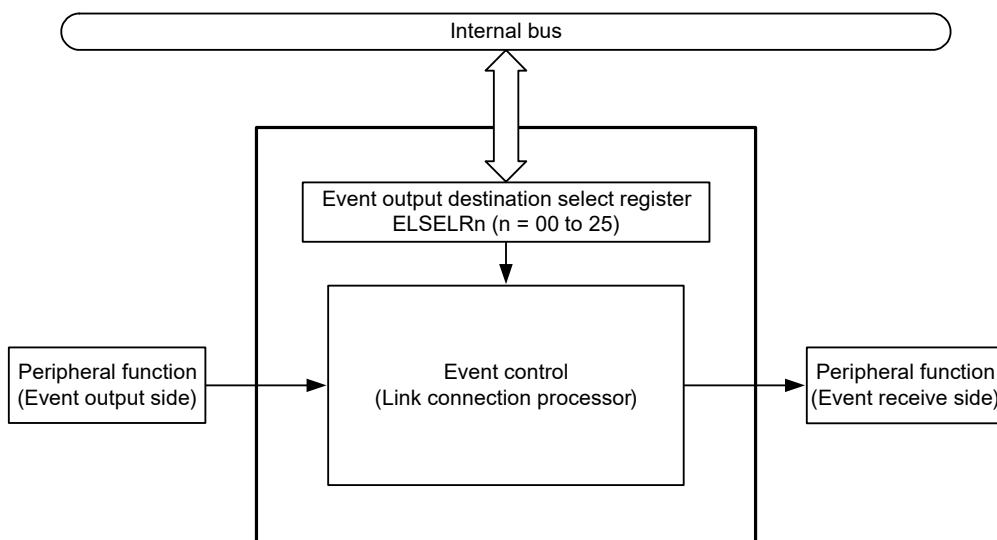 Internal bus
Event output destination select register
ELSELRn (n = 00 to 25)
Peripheral function
(Event output side)
Event control
(Link connection processor)
Peripheral function
(Event receive side)